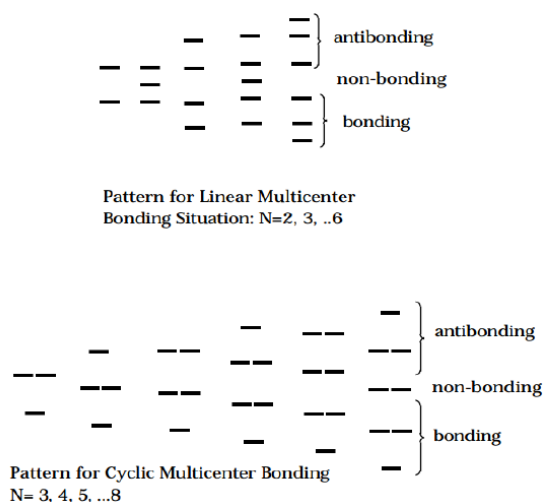 antibonding
non-bonding
bonding
Pattern for Linear Multicenter
Bonding Situation: N=2, 3, ..6
antibonding
non-bonding
bonding
Pattern for Cyclic Multicenter Bonding
N= 3, 4, 5, ...8